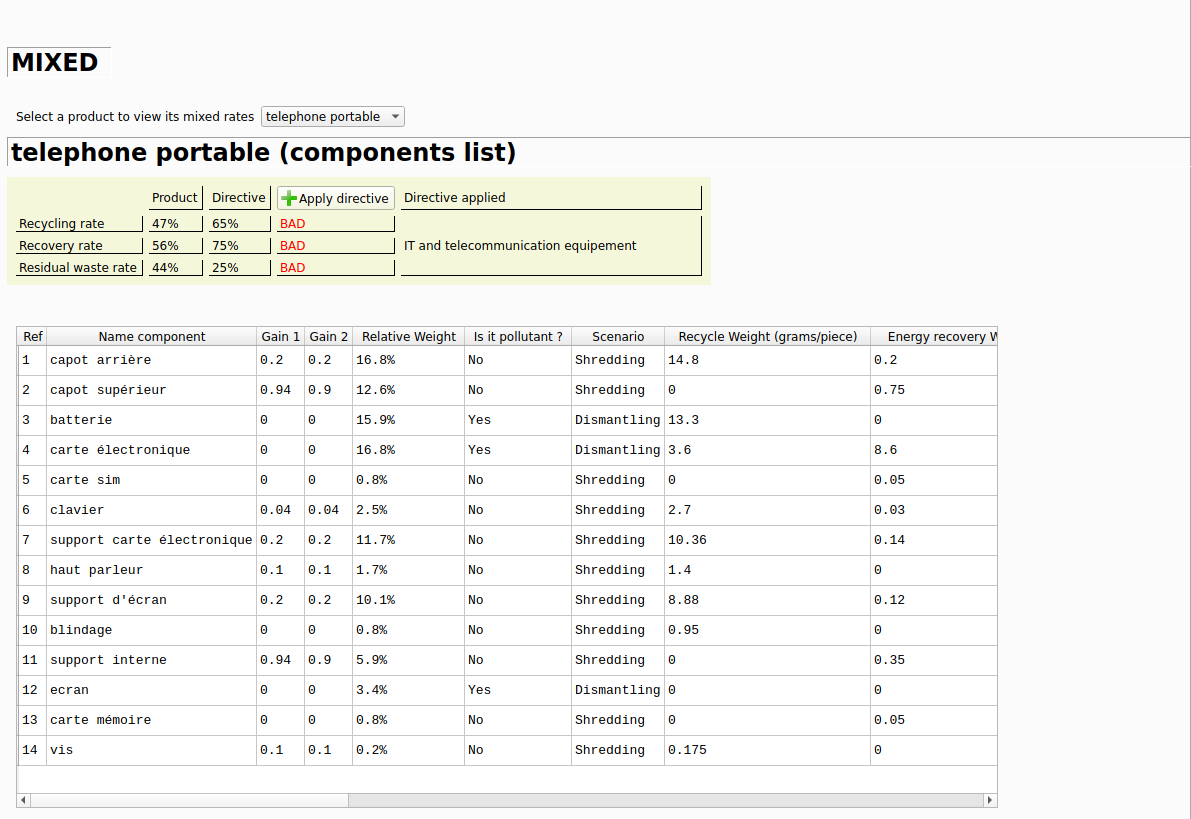 MIXED
Select a product to view its mixed rates telephone portable
telephone portable (components list)
Product Directive Apply directive Directive applied
Recycling rate 47% 65% BAD
Recovery rate 56% 75% BAD IT and telecommunication equipement
Residual waste rate 44% 25% BAD
Ref Name component Gain 1 Gain 2 Relative Weight Is it pollutant ? Scenario Recycle Weight (grams/piece) Energy recovery W
1 capot arrière 0.2 0.2 16.8% No Shredding 14.8 0.2
2 capot supérieur 0.94 0.9 12.6% No Shredding 0 0.75
3 batterie 0 0 15.9% Yes Dismantling 13.3 0
4 carte électronique 0 0 16.8% Yes Dismantling 3.6 8.6
5 carte sim 0 0 0.8% No Shredding 0 0.05
6 clavier 0.04 0.04 2.5% No Shredding 2.7 0.03
7 support carte électronique 0.2 0.2 11.7% No Shredding 10.36 0.14
8 haut parleur 0.1 0.1 1.7% No Shredding 1.4 0
9 support d'écran 0.2 0.2 10.1% No Shredding 8.88 0.12
10 blindage 0 0 0.8% No Shredding 0.95 0
11 support interne 0.94 0.9 5.9% No Shredding 0 0.35
12 ecran 0 0 3.4% Yes Dismantling 0 0
13 carte mémoire 0 0 0.8% No Shredding 0 0.05
14 vis 0.1 0.1 0.2% No Shredding 0.175 0